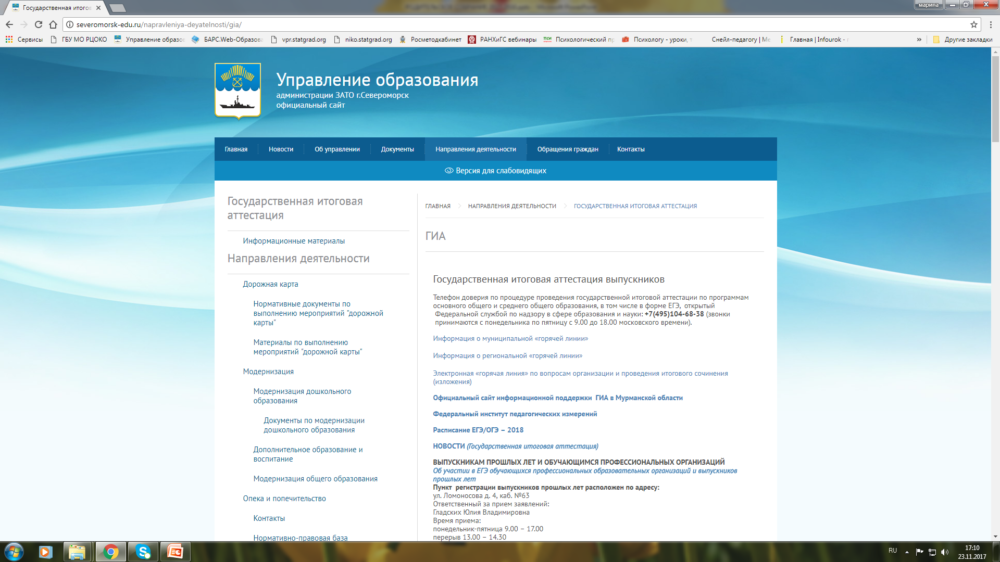 Государственная итогов
марина
severomorsk-edu.ru/napravleniya-deyatelnosti/gia/
Сервисы
ГБУ МО РЦОКО
Управление образов
БАРС.Web-Образова
vpr.statgrad.org
niko.statgrad.org
Росметодкабинет
РАНХиГС вебинары
Психологический п
Психологу - уроки, т
Снейл-педагогу | Ме
Главная | Infourok -
»
Другие закладки
Управление образования
администрации ЗАТО г.Североморск
официальный сайт
Главная
Новости
Об управлении
Документы
Направления деятельности
Обращения граждан
Контакты
Версия для слабовидящих
Государственная итоговая
аттестация
Информационные материалы
Направления деятельности
Дорожная карта
Нормативные документы по
выполнению мероприятий "дорожной
карты"
Материалы по выполнению
мероприятий "дорожной карты"
Модернизация
Модернизация дошкольного
образования
Документы по модернизации
дошкольного образования
Дополнительное образование и
воспитание
Модернизация общего образования
Опека и попечительство
Контакты
Нормативно-правовая база
ГЛАВНАЯ
НАПРАВЛЕНИЯ ДЕЯТЕЛЬНОСТИ
ГОСУДАРСТВЕННАЯ ИТОГОВАЯ АТТЕСТАЦИЯ
ГИА
Государственная итоговая аттестация выпускников
Телефон доверия по процедуре проведения государственной итоговой аттестации по программам
основного общего и среднего общего образования, в том числе в форме ЕГЭ, открытый
Федеральной службой по надзору в сфере образования и науки: +7(495)104-68-38 (звонки
принимаются с понедельника по пятницу с 9.00 до 18.00 московского времени).
Информация о муниципальной «горячей линии»
Информация о региональной «горячей линии»
Электронная «горячая линия» по вопросам организации и проведения итогового сочинения
(изложения)
Официальный сайт информационной поддержки ГИА в Мурманской области
Федеральный институт педагогических измерений
Расписание ЕГЭ/ОГЭ – 2018
НОВОСТИ (Государственная итоговая аттестация)
ВЫПУСКНИКАМ ПРОШЛЫХ ЛЕТ И ОБУЧАЮЩИМСЯ ПРОФЕССИОНАЛЬНЫХ ОРГАНИЗАЦИЙ
Об участии в ЕГЭ обучающихся профессиональных образовательных организаций и выпускников
прошлых лет
Пункт регистрации выпускников прошлых лет расположен по адресу:
ул. Ломоносова д. 4, каб. №63
Ответственный за прием заявлений:
Гладских Юлия Владимировна
Время приема:
понедельник-пятница 9.00 – 17.00
перерыв 13.00 – 14.30
RU
17:10
23.11.2017